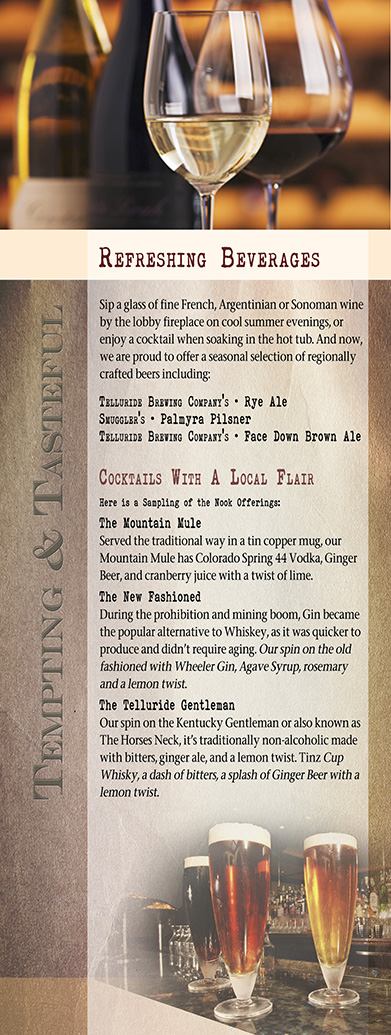 Refreshing Beverages
Sip a glass of fine French, Argentinian or Sonoman wine
by the lobby fireplace on cool summer evenings, or
enjoy a cocktail when soaking in the hot tub. And now,
we are proud to offer a seasonal selection of regionally
crafted beers including:
Telluride Brewing Company's • Rye Ale
Smuggler's • Palmyra Pilsner
Telluride Brewing Company's • Face Down Brown Ale
Cocktails With A Local Flair
Here is a Sampling of the Nook Offerings:
The Mountain Mule
Served the traditional way in a tin copper mug, our
Mountain Mule has Colorado Spring 44 Vodka, Ginger
Beer, and cranberry juice with a twist of lime.
The New Fashioned
During the prohibition and mining boom, Gin became
the popular alternative to Whiskey, as it was quicker to
produce and didn't require aging. Our spin on the old
fashioned with Wheeler Gin, Agave Syrup, rosemary
and a lemon twist.
The Telluride Gentleman
Our spin on the Kentucky Gentleman or also known as
The Horses Neck, it's traditionally non-alcoholic made
with bitters, ginger ale, and a lemon twist. Tinz Cup
Whisky, a dash of bitters, a splash of Ginger Beer with a
lemon twist.
Tempting & Tasteful